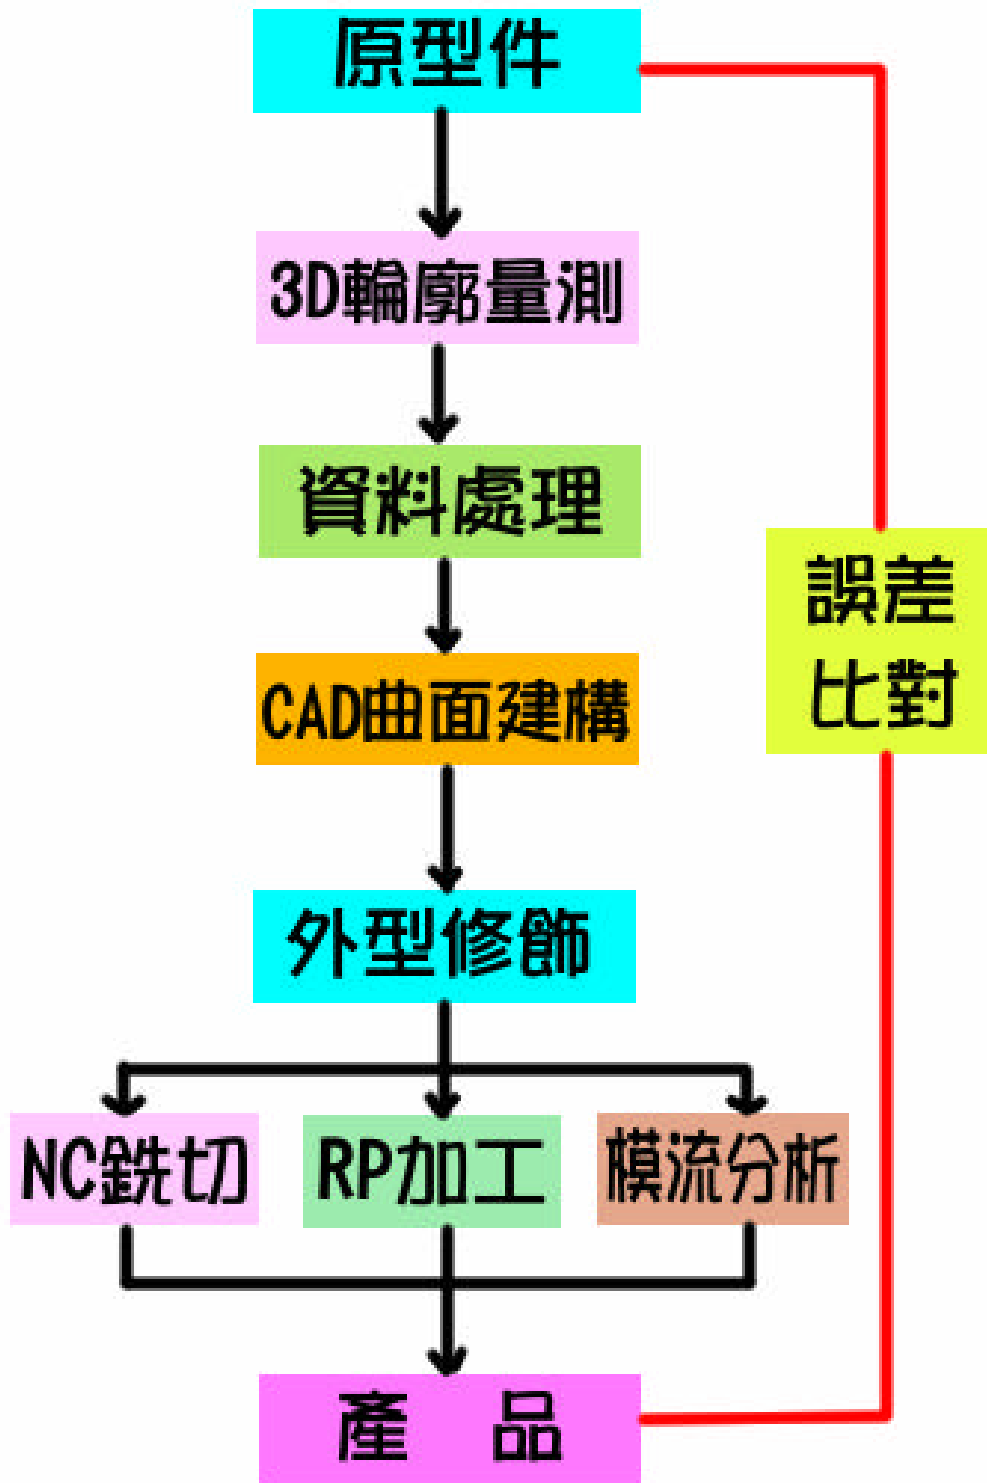 原型件
3D輪廓量測
資料處理
CAD曲面建構
外型修飾
NC銑切
RP加工
模流分析
產 品
誤差
比對